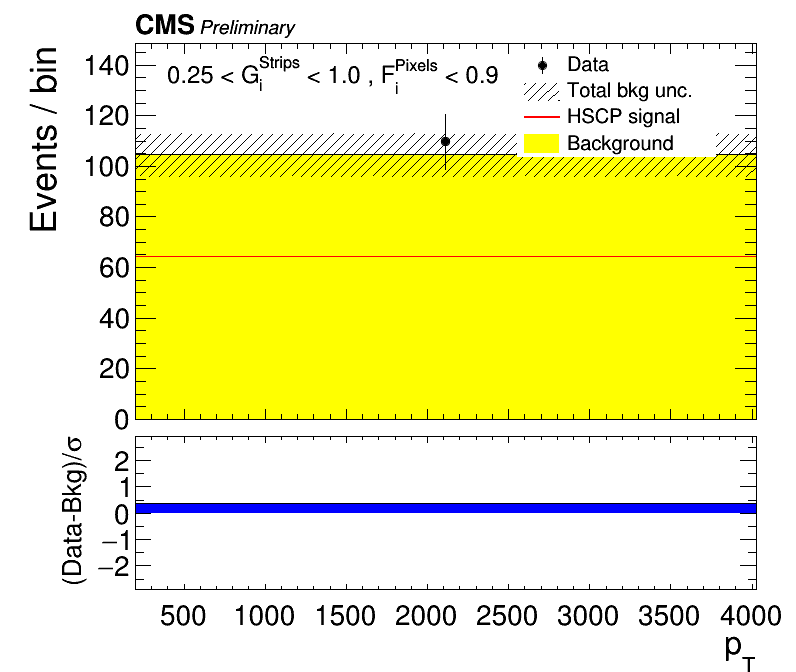 CMS Preliminary
Events / bin
0.25 < G_i^Strips < 1.0 , F_i^Pixels < 0.9
Data
Total bkg unc.
HSCP signal
Background
140
120
100
80
60
40
20
0
(Data-Bkg)/σ
2
1
0
−1
−2
500 1000 1500 2000 2500 3000 3500 4000
p_T